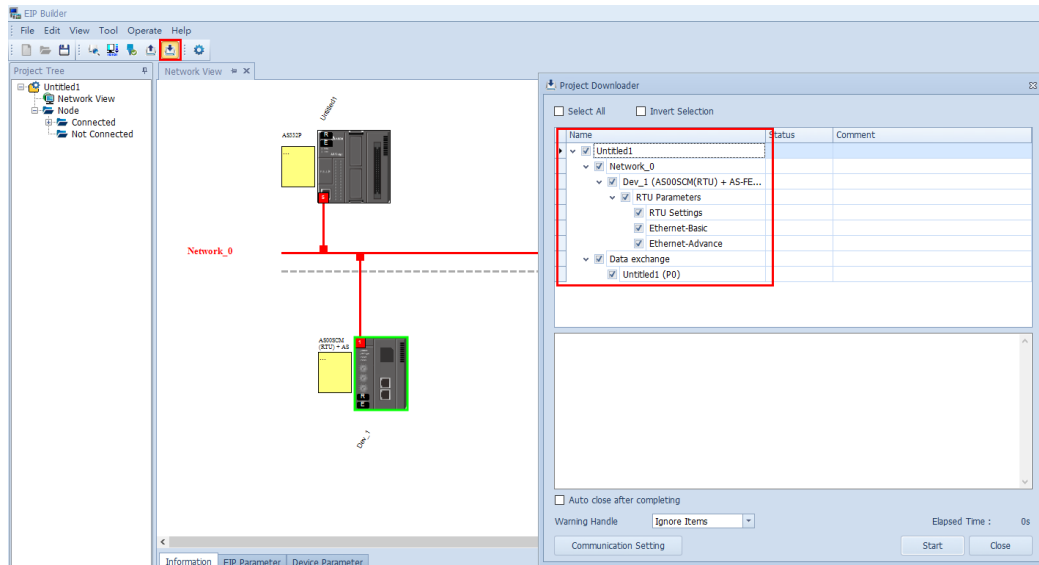 EIP Builder
File Edit View Tool Operate Help
Project Tree
Untitled1
Network View
Node
Connected
Not Connected
Network View
Untitled1
AS332P
...
Network_0
AS00SCM
(RTU) + AS
...
Dev_1
Information EIP Parameter Device Parameter
Project Downloader
Select All Invert Selection
Name Status Comment
Untitled1
Network_0
Dev_1 (AS00SCM(RTU) + AS-FE...
RTU Parameters
RTU Settings
Ethernet-Basic
Ethernet-Advance
Data exchange
Untitled1 (P0)
Auto close after completing
Warning Handle Ignore Items Elapsed Time : 0s
Communication Setting Start Close